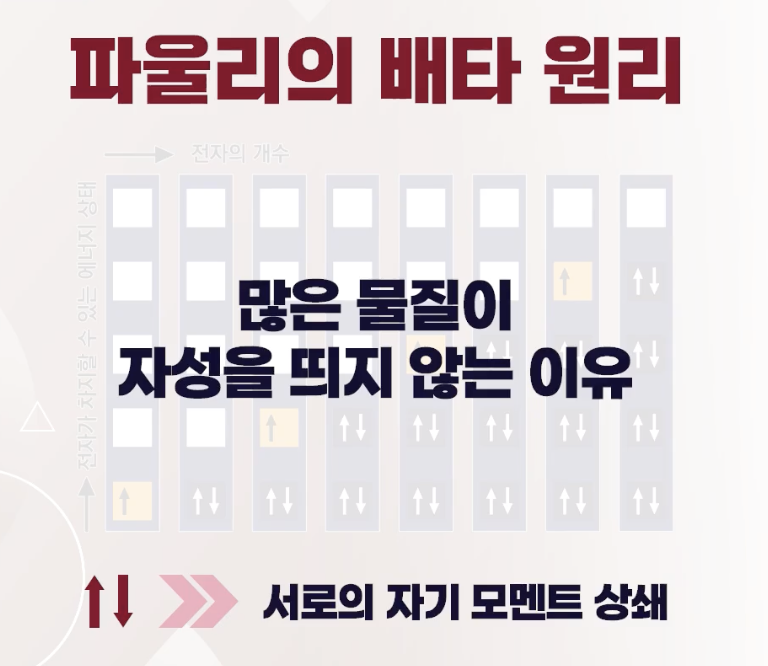 파울리의 배타 원리
전자의 개수
전자가 차지할 수 있는 에너지 상태
많은 물질이
자성을 띄지 않는 이유
서로의 자기 모멘트 상쇄